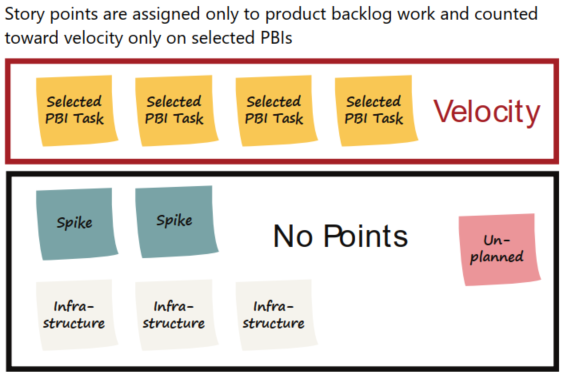 Story points are assigned only to product backlog work and counted
toward velocity only on selected PBIs
Selected
PBI Task
Selected
PBI Task
Selected
PBI Task
Selected
PBI Task
Velocity
Spike
Spike
No Points
Un-
planned
Infra-
structure
Infra-
structure
Infra-
structure